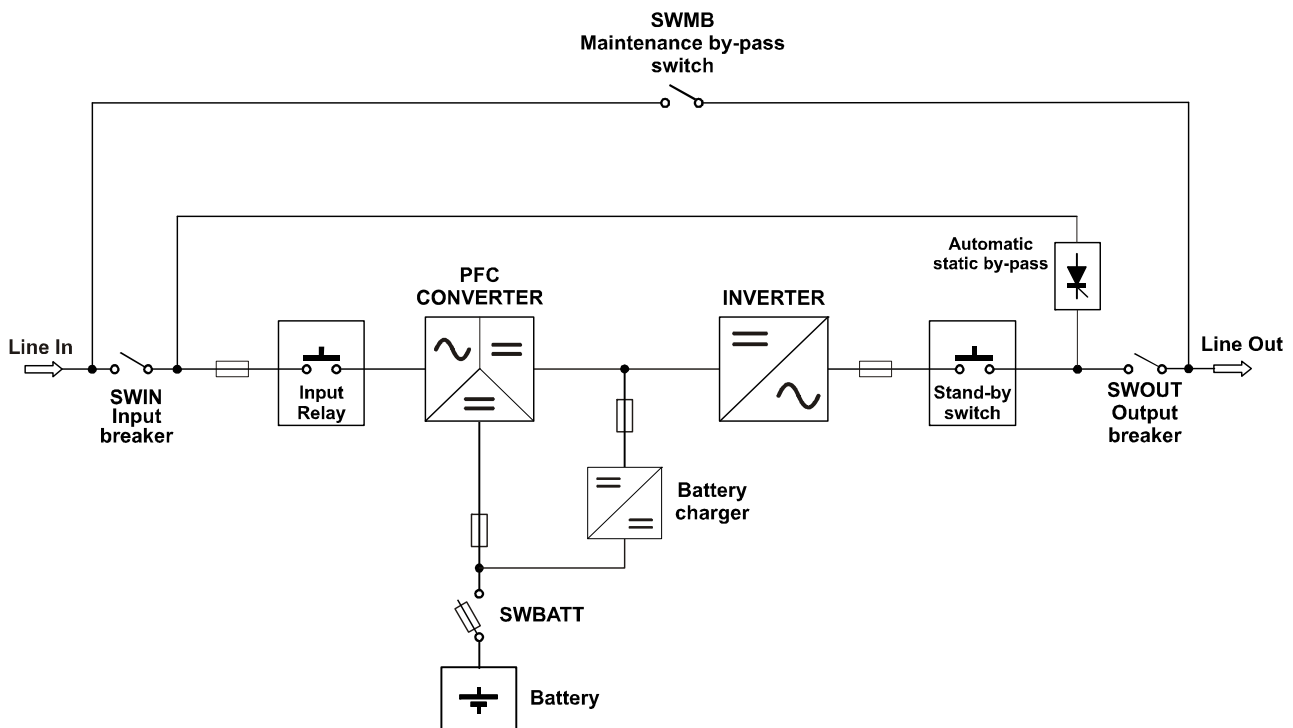 SWMB
Maintenance by-pass
switch
Automatic
static by-pass
PFC
CONVERTER
INVERTER
Line In
Line Out
SWIN
Input
breaker
Input
Relay
Stand-by
switch
SWOUT
Output
breaker
Battery
charger
SWBATT
Battery